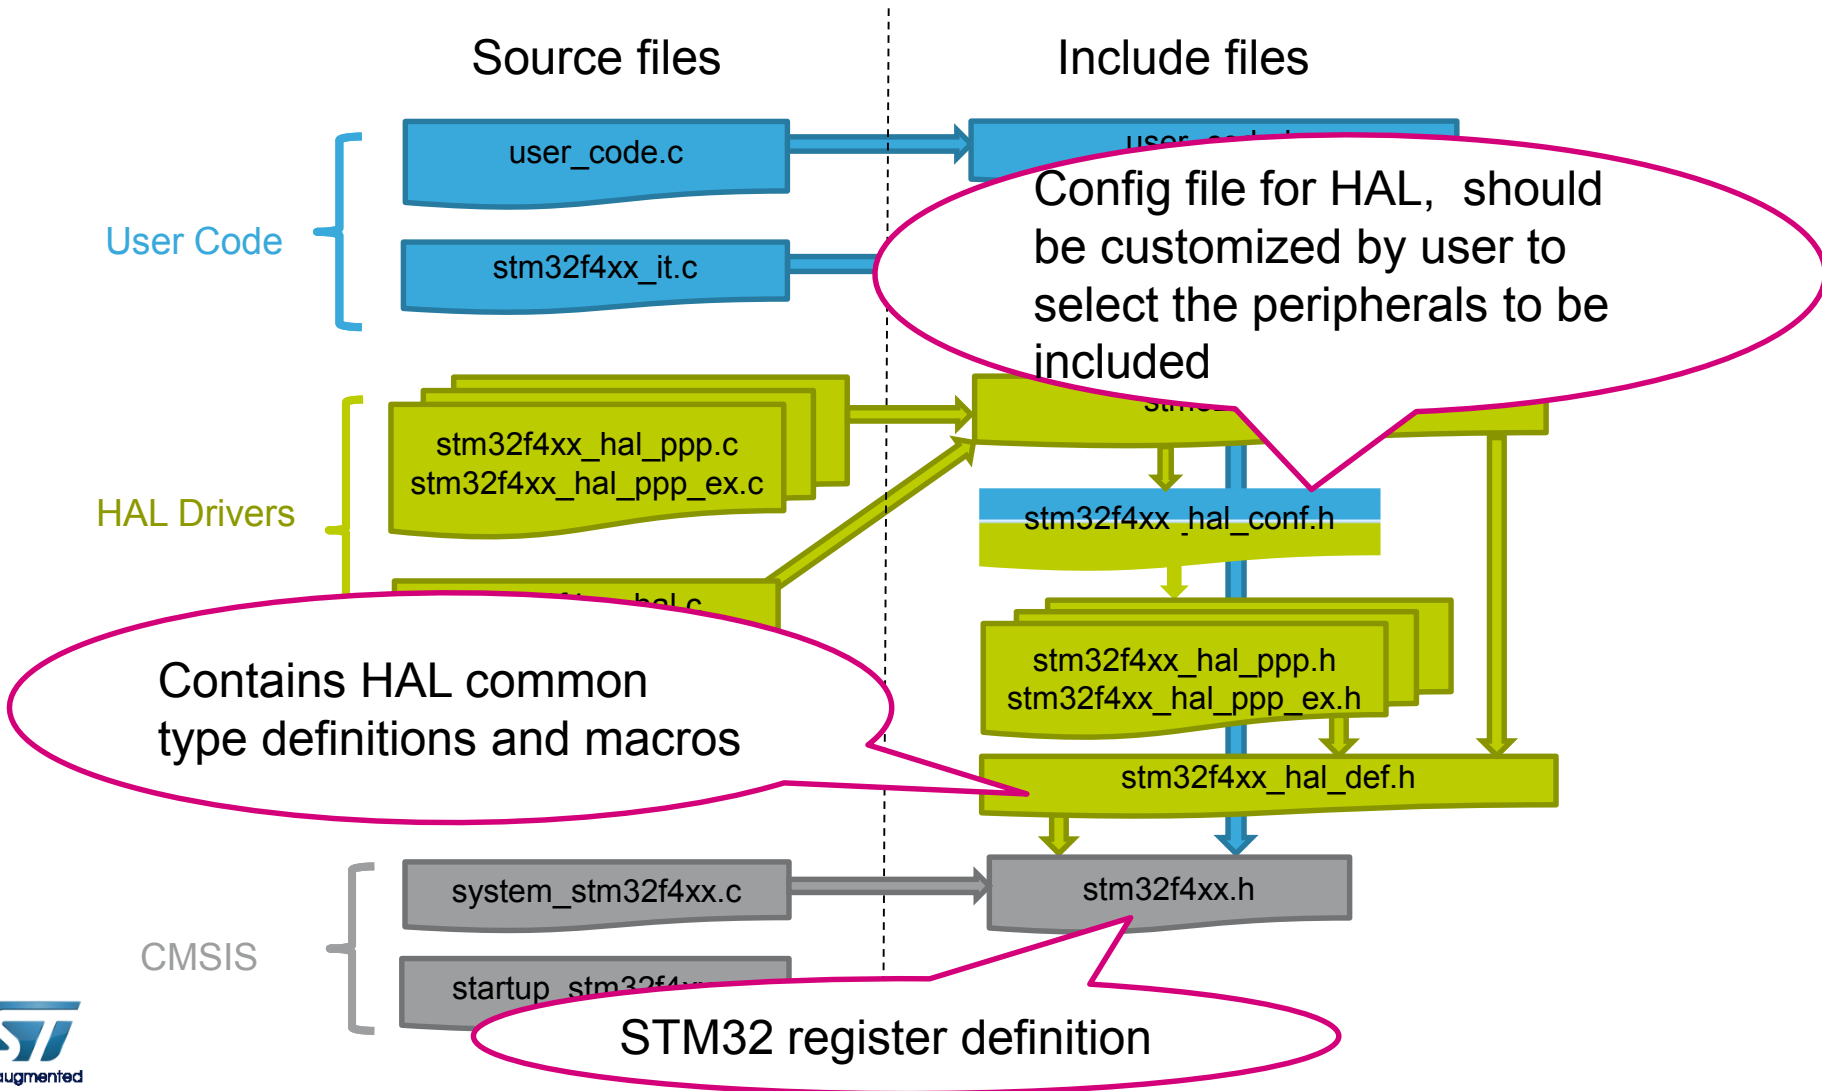 Source files
Include files
user_code.c
User Code
stm32f4xx_it.c
Config file for HAL, should
be customized by user to
select the peripherals to be
included
stm32f4xx_hal_ppp.c
stm32f4xx_hal_ppp_ex.c
HAL Drivers
stm32f4xx_hal_conf.h
Contains HAL common
type definitions and macros
stm32f4xx_hal_ppp.h
stm32f4xx_hal_ppp_ex.h
stm32f4xx_hal_def.h
system_stm32f4xx.c
stm32f4xx.h
CMSIS
STM32 register definition
ST
augmented